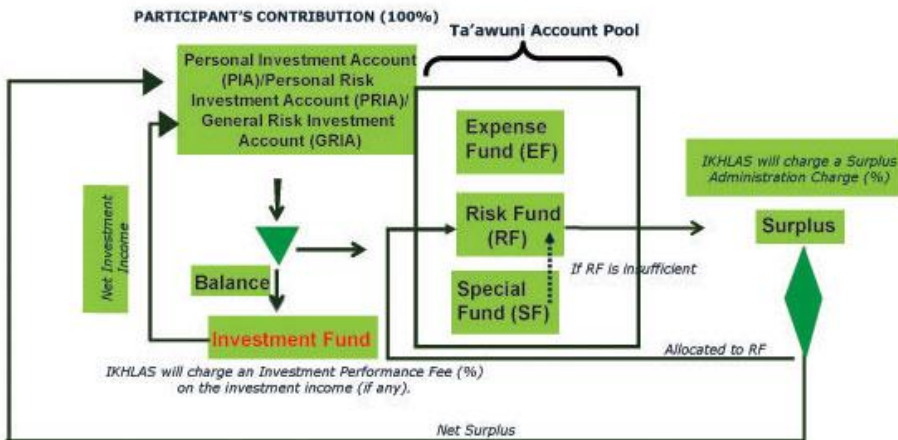 PARTICIPANT'S CONTRIBUTION (100%)
Ta'awuni Account Pool
Personal Investment Account
(PIA)/Personal Risk
Investment Account (PRIA)/
General Risk Investment
Account (GRIA)
Expense
Fund (EF)
IKHLAS will charge a Surplus
Administration Charge (%)
Net Investment
Income
Risk Fund
(RF)
Surplus
If RF is insufficient
Balance
Special
Fund (SF)
Investment Fund
Allocated to RF
IKHLAS will charge an Investment Performance Fee (%)
on the investment income (if any).
Net Surplus